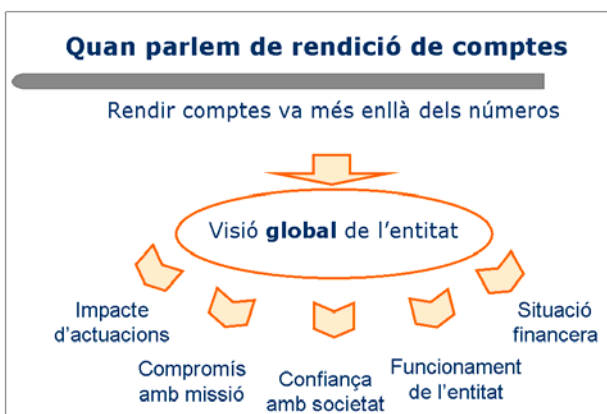 Quan parlem de rendició de comptes
Rendir comptes va més enllà dels números
Visió global de l'entitat
Impacte
d'actuacions
Compromís
amb missió
Confiança
amb societat
Funcionament
de l'entitat
Situació
financera